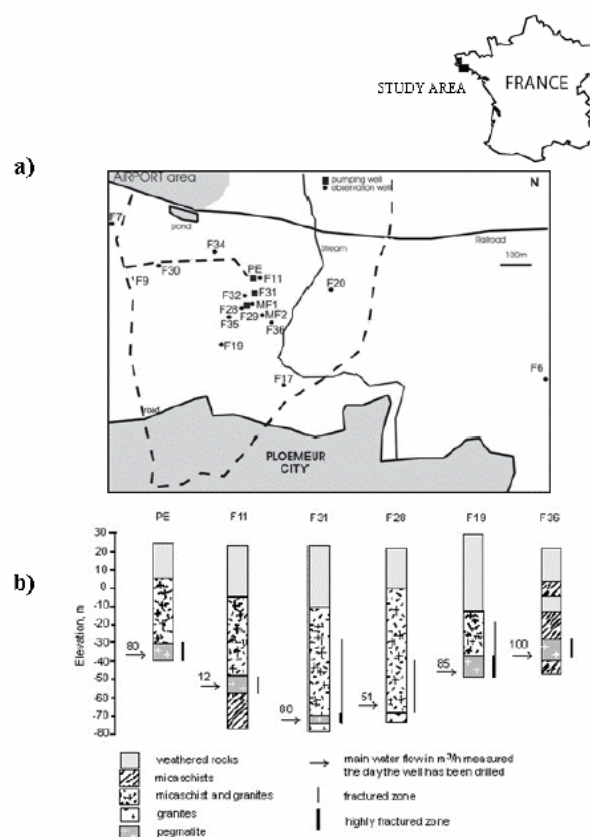 FRANCE
STUDY AREA
a)
AIRPORT area
pumping well
observation well
N
F7
pond
Railroad
F34
stream
100m
F9
F30
PE
F11
F20
F32
F31
F28
MF1
F29
MF2
F35
F36
F19
F6
F17
road
PLOEMEUR
CITY
b)
PE F11 F31 F28 F19 F36
Elevation, m
30
20
10
0
-10
-20
-30
-40
-50
-60
-70
-80
80
12
80
51
85
100
weathered rocks
micaschists
micaschist and granites
granites
pegmatite
main water flow in m³/h measured
the day the well has been drilled
fractured zone
highly fractured zone